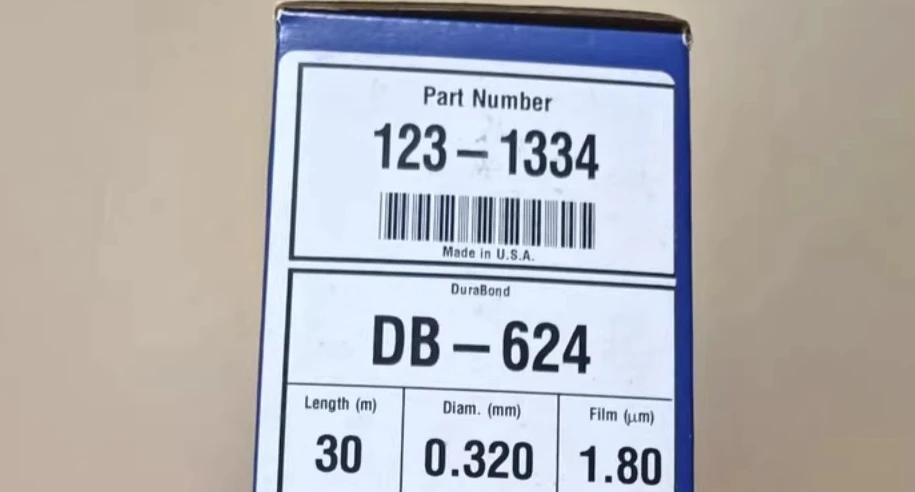 Part Number
123-1334
Made in U.S.A.
DuraBond
DB-624
Length (m) Diam. (mm) Film (μm)
30 0.320 1.80